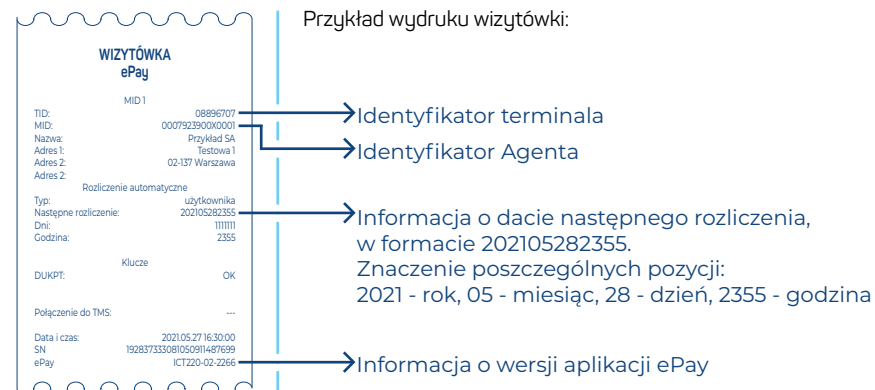 Przykład wydruku wizytówki:
WIZYTÓWKA
ePay
MID 1
TID: 08896707
MID: 0007923900X0001
Nazwa: Przykład SA
Adres 1: Testowa 1
Adres 2: 02-137 Warszawa
Adres 2:
Rozliczenie automatyczne
Typ: użytkownika
Następne rozliczenie: 202105282355
Dni: 1111111
Godzina: 2355
Klucze
DUKPT: OK
Połączenie do TMS: ---
Data i czas: 2021.05.27 16:30:00
SN 192837333081050911487699
ePay ICT220-02-2266
Identyfikator terminala
Identyfikator Agenta
Informacja o dacie następnego rozliczenia,
w formacie 202105282355.
Znaczenie poszczególnych pozycji:
2021 - rok, 05 - miesiąc, 28 - dzień, 2355 - godzina
Informacja o wersji aplikacji ePay